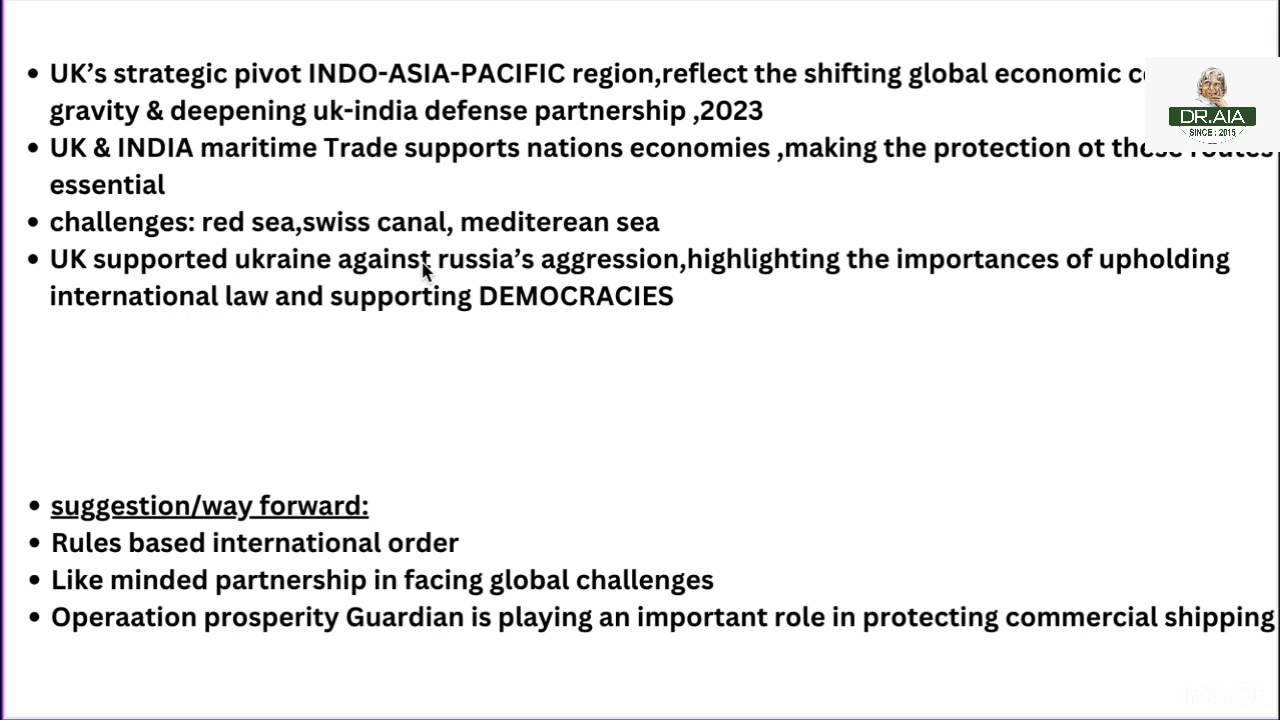 UK's strategic pivot INDO-ASIA-PACIFIC region,reflect the shifting global economic
gravity & deepening uk-india defense partnership ,2023
UK & INDIA maritime Trade supports nations economies ,making the protection of these routes
essential
challenges: red sea,swiss canal, mediterean sea
UK supported ukraine against russia's aggression,highlighting the importances of upholding
international law and supporting DEMOCRACIES
DR.AIA
SINCE : 2015
suggestion/way forward:
Rules based international order
Like minded partnership in facing global challenges
Operaation prosperity Guardian is playing an important role in protecting commercial shipping